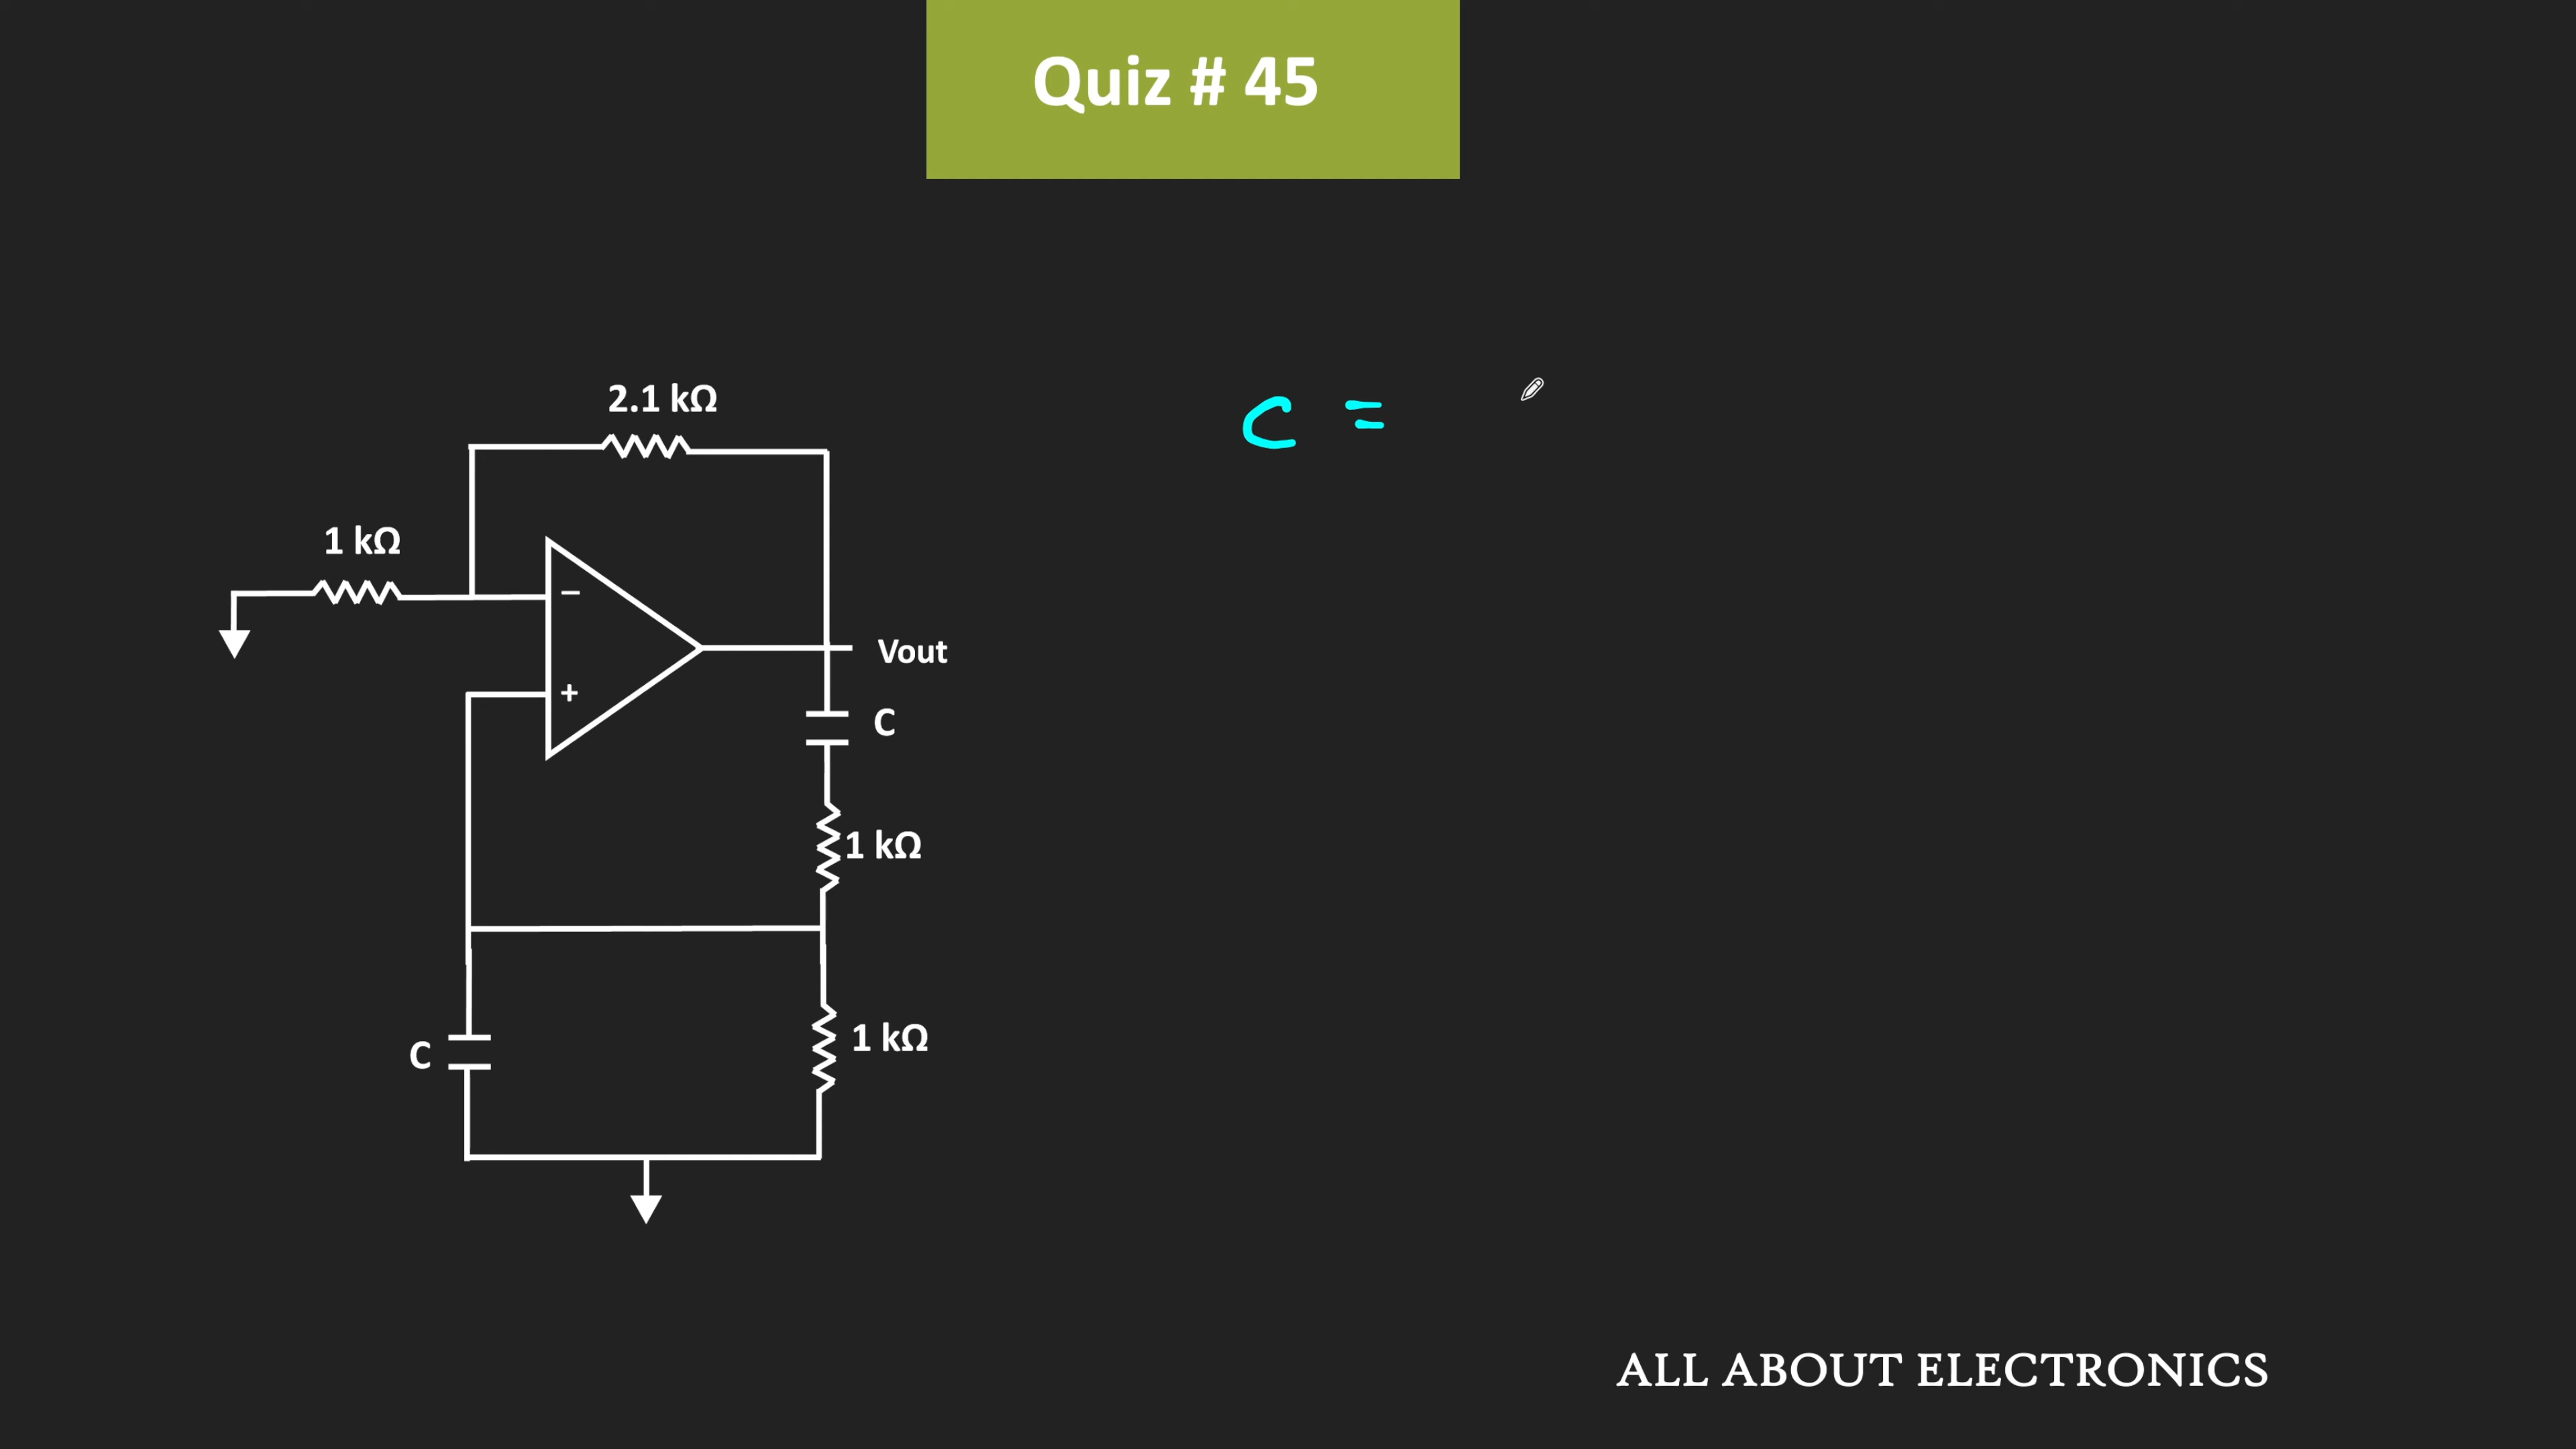 Quiz # 45
2.1 kΩ
C =
1 kΩ
−
Vout
+
C
1 kΩ
1 kΩ
C
ALL ABOUT ELECTRONICS